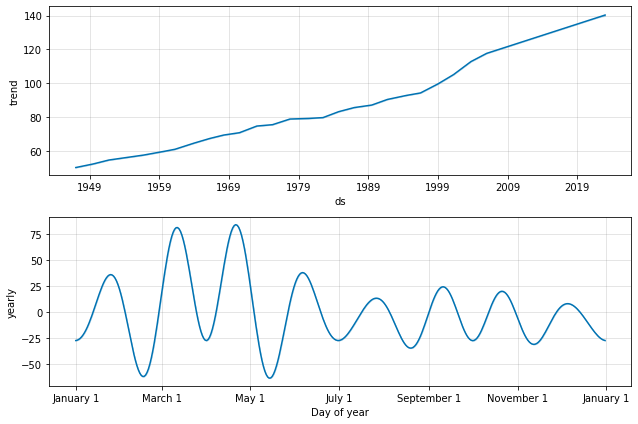 140
120
100
80
60
trend
1949 1959 1969 1979 1989 1999 2009 2019
ds
75
50
25
0
−25
−50
yearly
January 1 March 1 May 1 July 1 September 1 November 1 January 1
Day of year